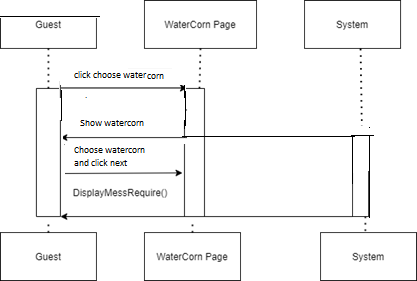 Guest WaterCorn Page System
click choose watercorn
Show watercorn
Choose watercorn
and click next
DisplayMessRequire()
Guest WaterCorn Page System